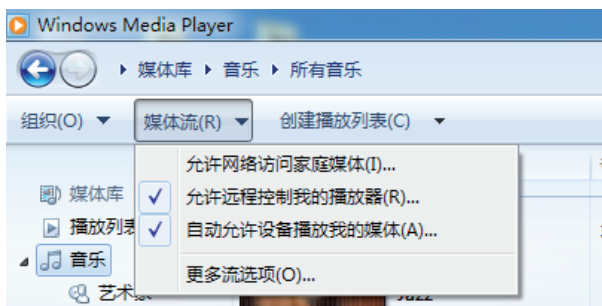 Windows Media Player
媒体库 ▸ 音乐 ▸ 所有音乐
组织(O) 媒体流(R) 创建播放列表(C)
允许网络访问家庭媒体(I)...
媒体库
允许远程控制我的播放器(R)...
播放列表
自动允许设备播放我的媒体(A)...
音乐
更多流选项(O)...
艺术家
Jazz